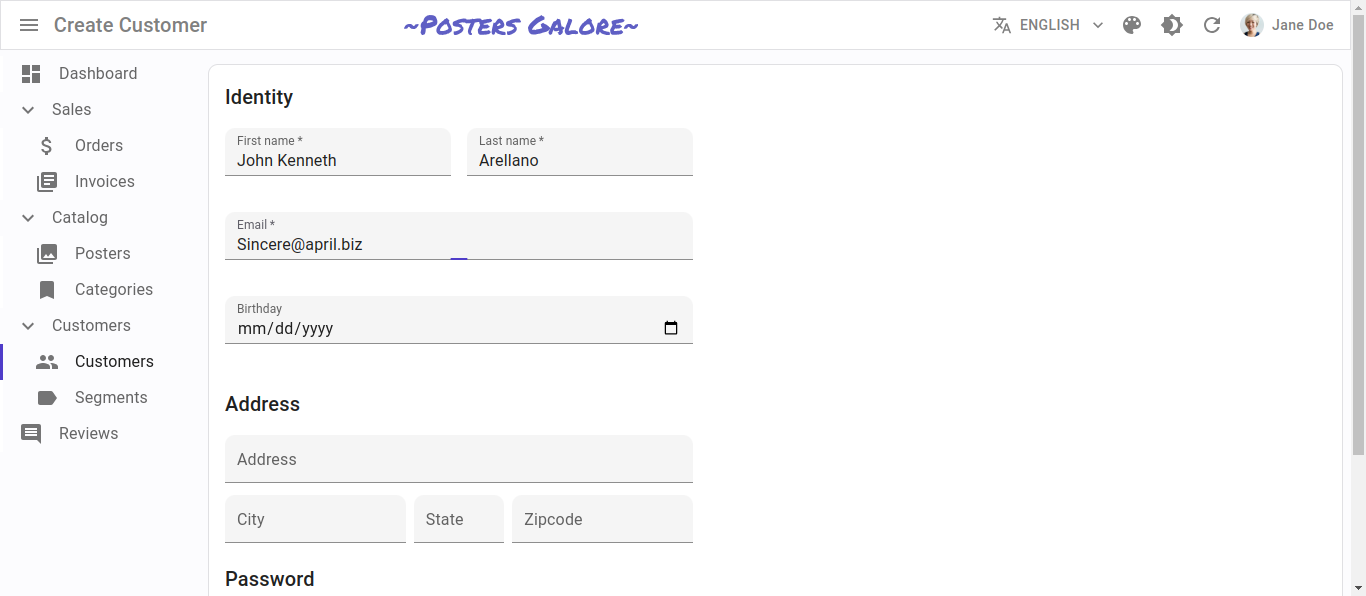 Create Customer
~Posters Galore~
ENGLISH
Jane Doe
Dashboard
Sales
Orders
Invoices
Catalog
Posters
Categories
Customers
Customers
Segments
Reviews
Identity
First name *
John Kenneth
Last name *
Arellano
Email *
Sincere@april.biz
Birthday
mm/dd/yyyy
Address
Address
City
State
Zipcode
Password